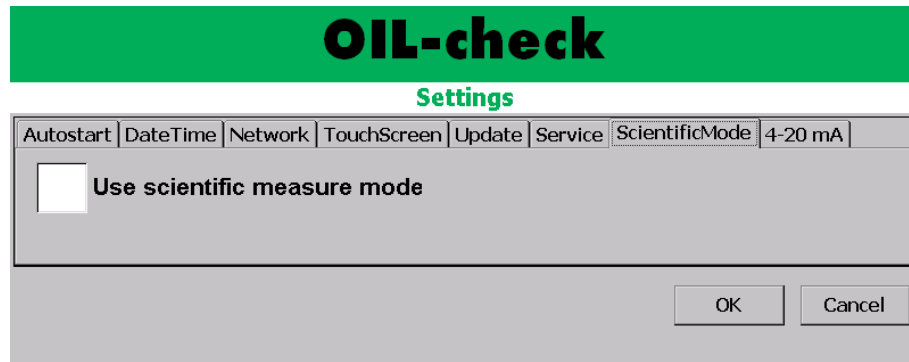 OIL-check
Settings
Autostart DateTime Network TouchScreen Update Service ScientificMode 4-20 mA
Use scientific measure mode
OK Cancel